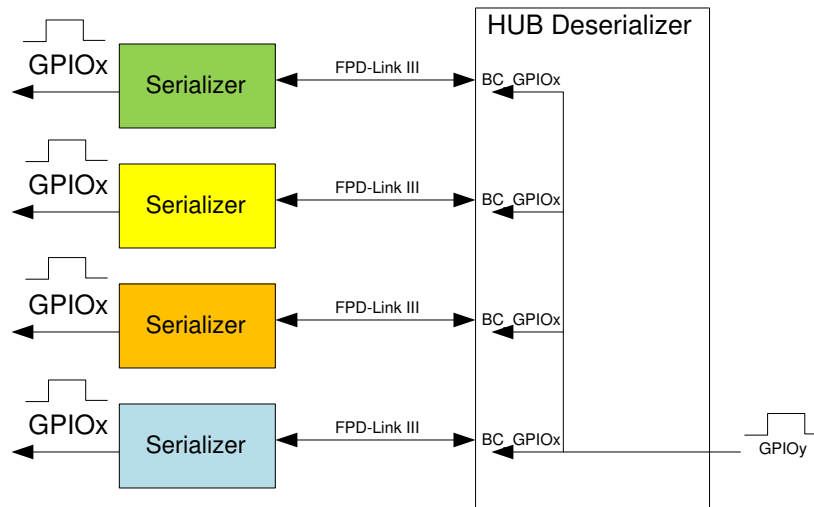 HUB Deserializer
GPIOx
Serializer
FPD-Link III
BC_GPIOx
GPIOx
Serializer
FPD-Link III
BC_GPIOx
GPIOx
Serializer
FPD-Link III
BC_GPIOx
GPIOx
Serializer
FPD-Link III
BC_GPIOx
GPIOy